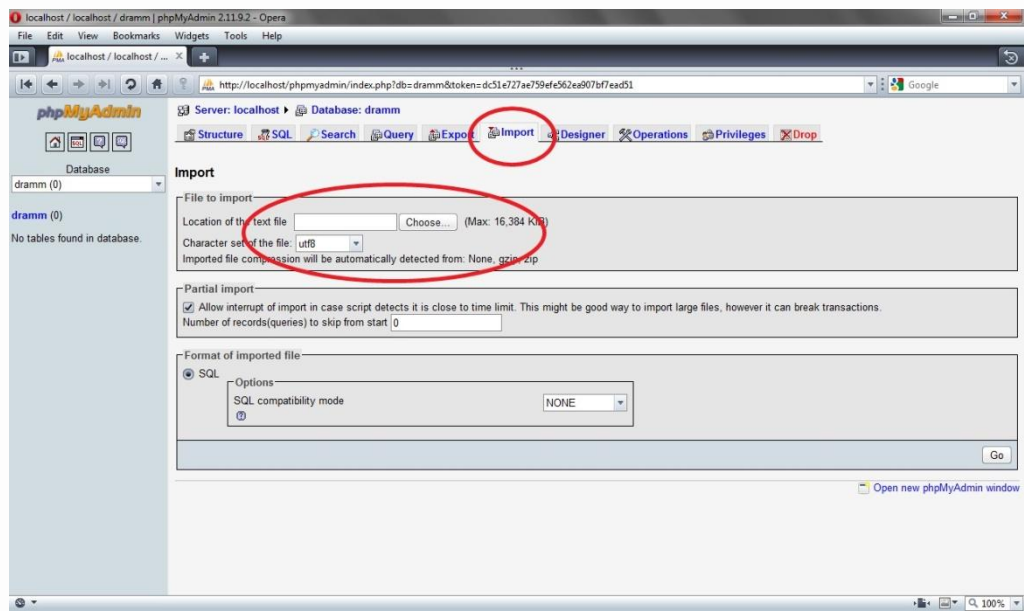 localhost / localhost / dramm | phpMyAdmin 2.11.9.2 - Opera
File Edit View Bookmarks Widgets Tools Help
localhost / localhost / ...
http://localhost/phpmyadmin/index.php?db=dramm&token=dc51e727ae759efe562ea907bf7ead51
Google
phpMyAdmin
Database
dramm (0)
dramm (0)
No tables found in database.
Server: localhost Database: dramm
Structure SQL Search Query Export Import Designer Operations Privileges Drop
Import
File to import
Location of the text file Choose... (Max: 16,384 KiB)
Character set of the file: utf8
Imported file compression will be automatically detected from: None, gzip, zip
Partial import
Allow interrupt of import in case script detects it is close to time limit. This might be good way to import large files, however it can break transactions.
Number of records(queries) to skip from start 0
Format of imported file
SQL
Options
SQL compatibility mode NONE
Go
Open new phpMyAdmin window
100%